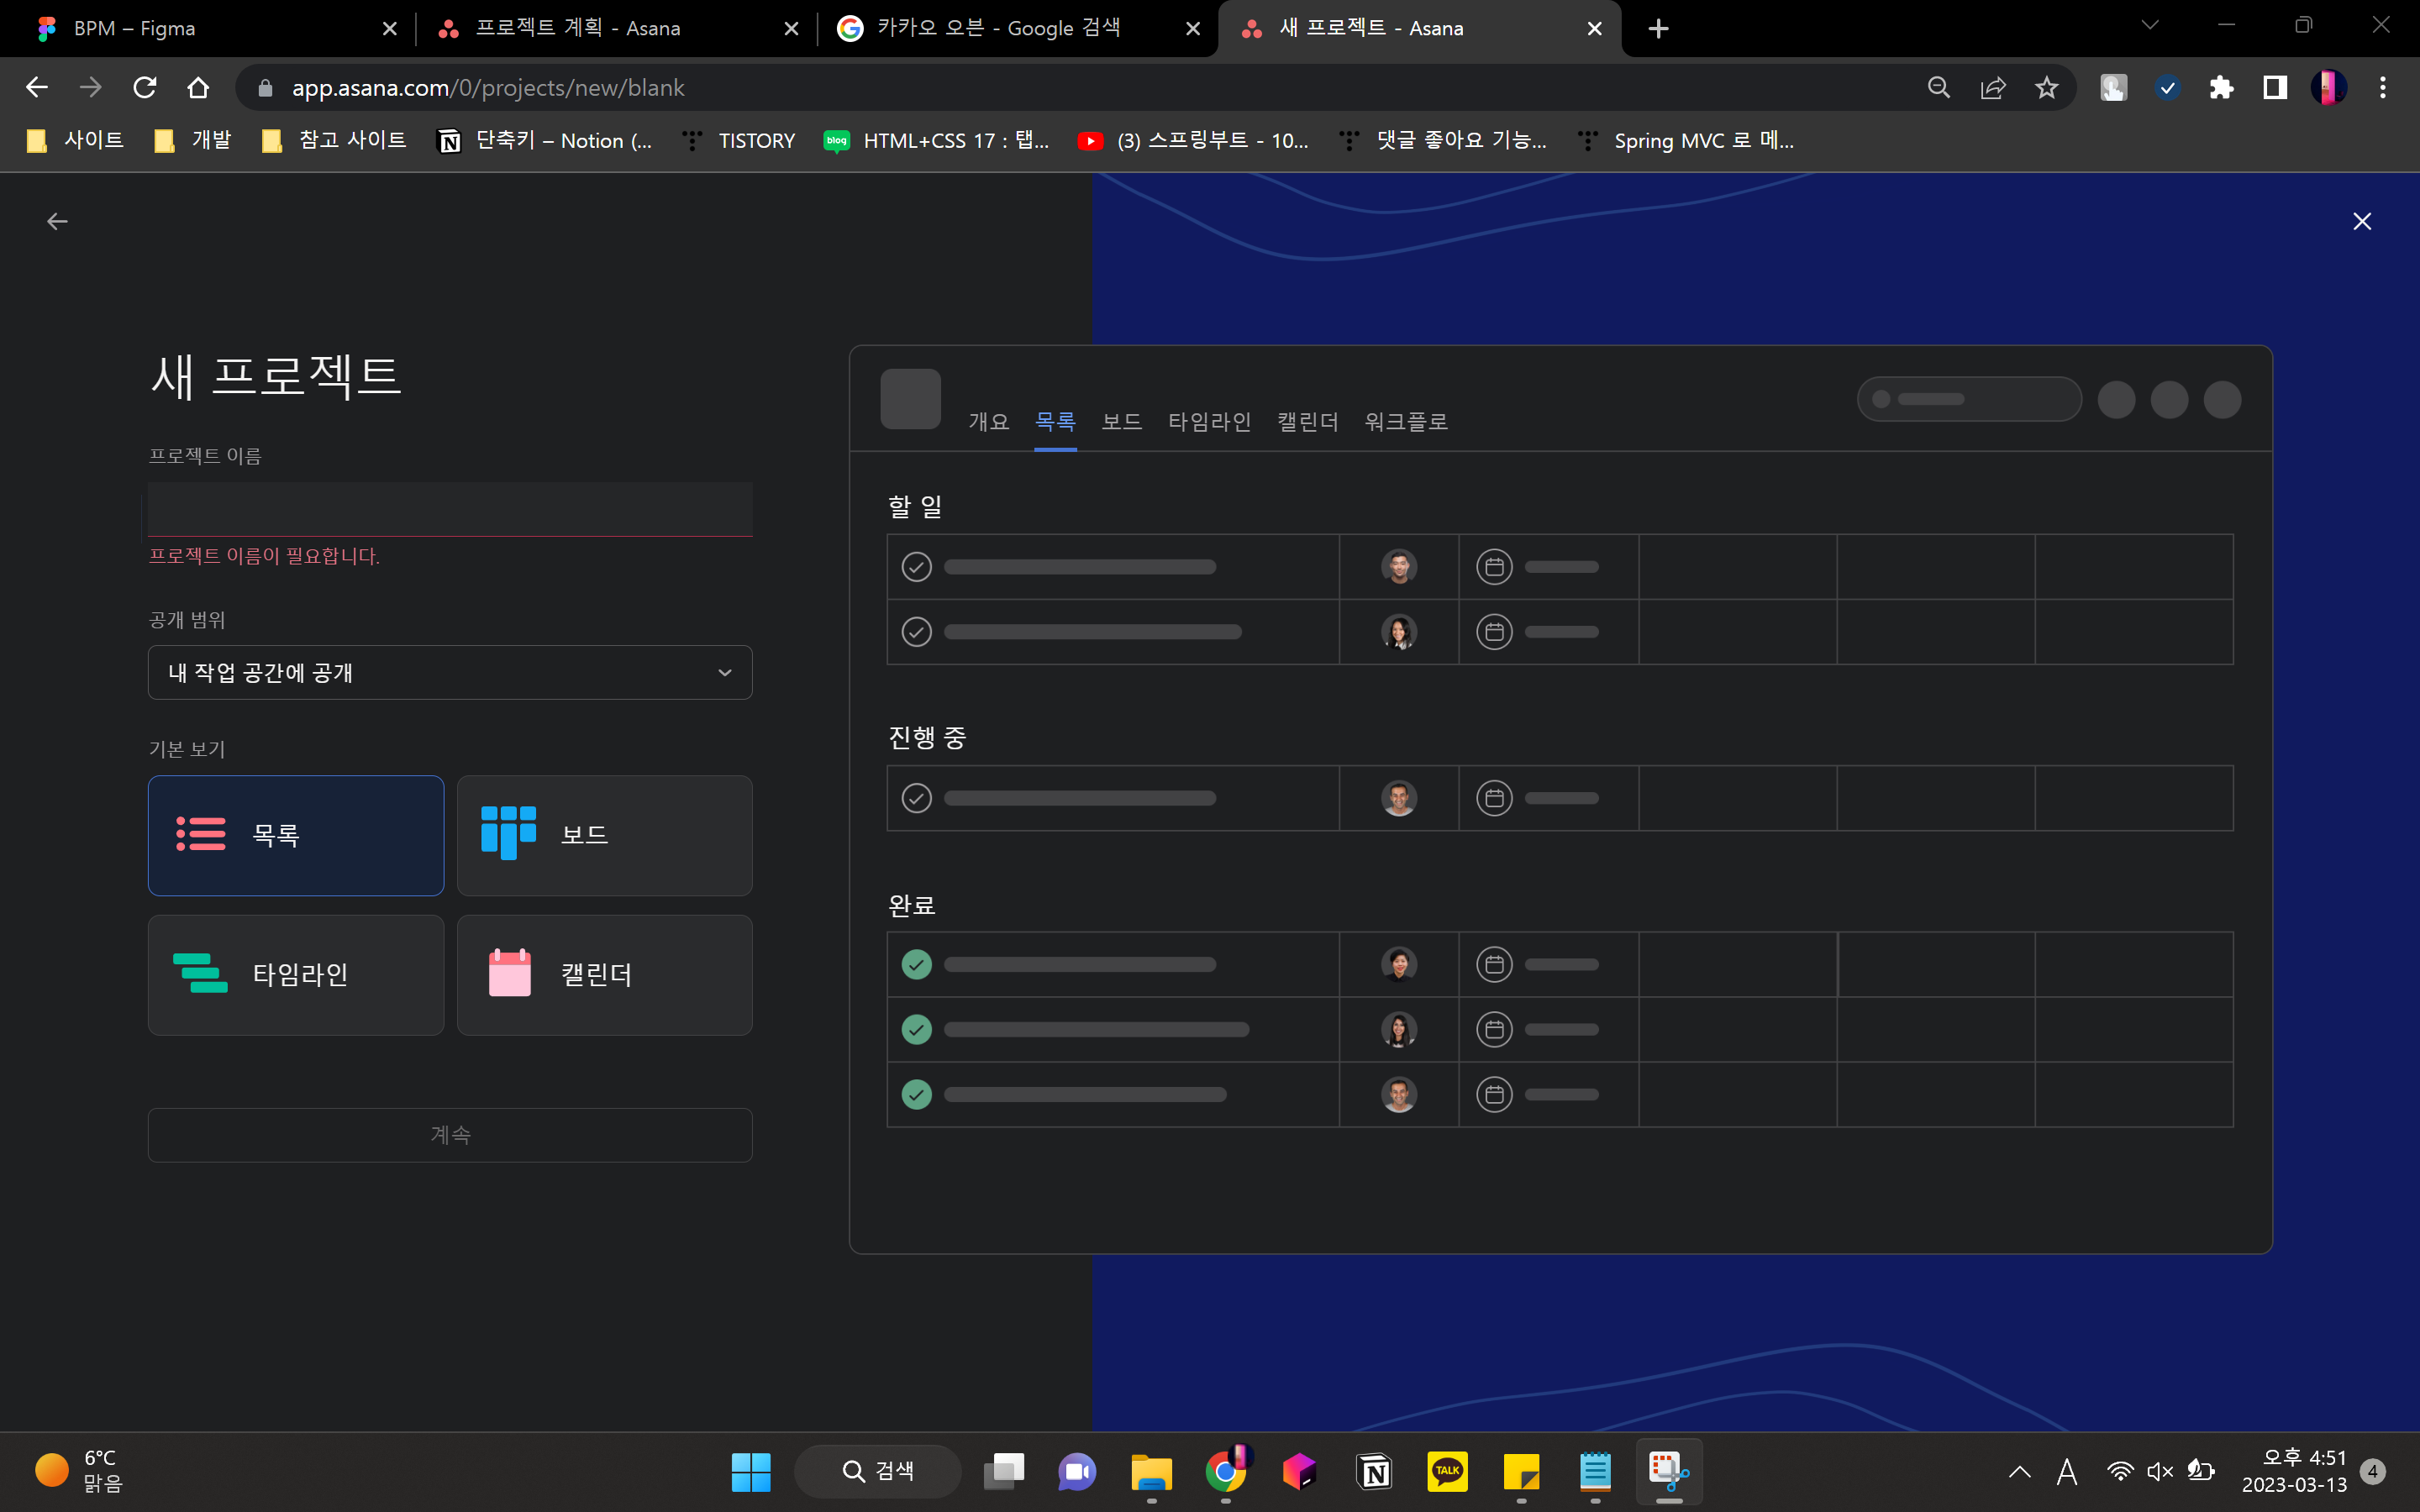 BPM – Figma
프로젝트 계획 - Asana
카카오 오븐 - Google 검색
새 프로젝트 - Asana
app.asana.com/0/projects/new/blank
사이트
개발
참고 사이트
단축키 – Notion (...
TISTORY
blog
HTML+CSS 17 : 탭...
(3) 스프링부트 - 10...
댓글 좋아요 기능...
Spring MVC 로 메...
새 프로젝트
프로젝트 이름
프로젝트 이름이 필요합니다.
공개 범위
내 작업 공간에 공개
기본 보기
목록
보드
타임라인
캘린더
계속
개요
목록
보드
타임라인
캘린더
워크플로
할 일
진행 중
완료
6°C
맑음
검색
TALK
A
오후 4:51
2023-03-13
4